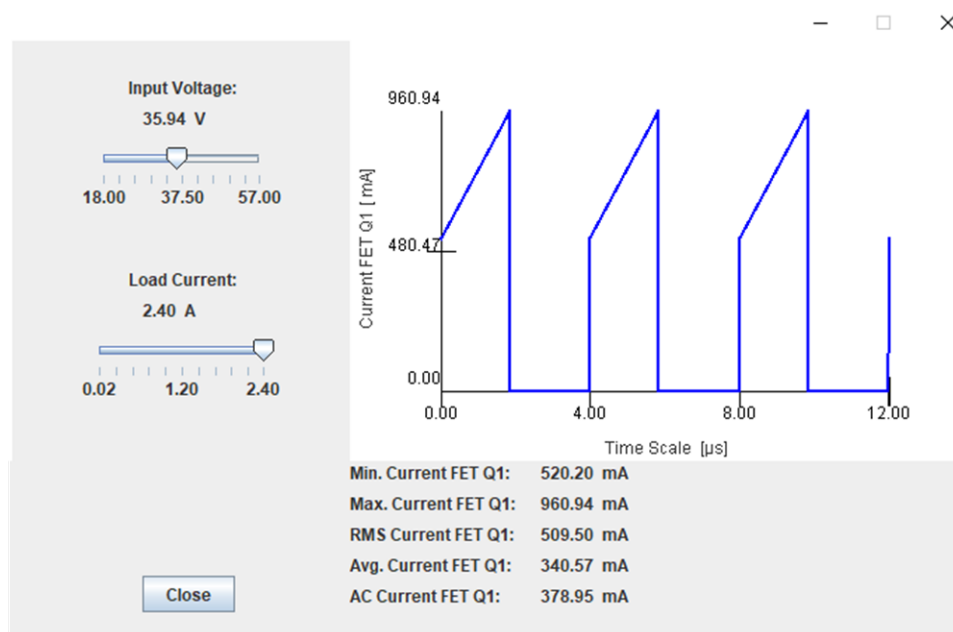 Input Voltage:
35.94 V
18.00 37.50 57.00
Load Current:
2.40 A
0.02 1.20 2.40
Close
960.94
480.47
0.00
Current FET Q1 [ mA]
0.00 4.00 8.00 12.00
Time Scale [µs]
Min. Current FET Q1: 520.20 mA
Max. Current FET Q1: 960.94 mA
RMS Current FET Q1: 509.50 mA
Avg. Current FET Q1: 340.57 mA
AC Current FET Q1: 378.95 mA